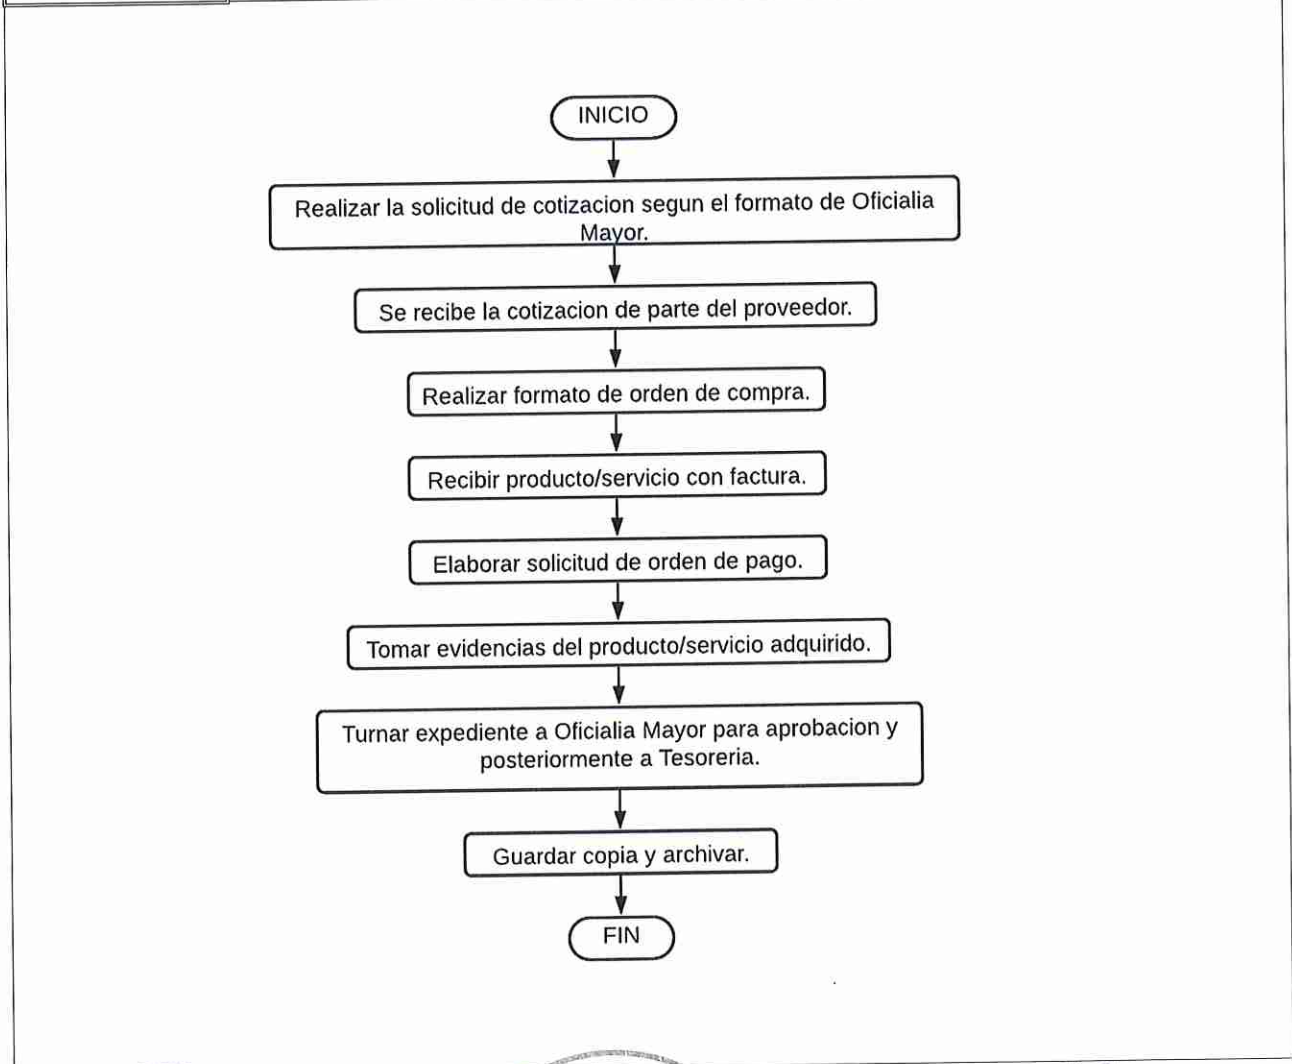 INICIO
Realizar la solicitud de cotizacion segun el formato de Oficialia
Mayor.
Se recibe la cotizacion de parte del proveedor.
Realizar formato de orden de compra.
Recibir producto/servicio con factura.
Elaborar solicitud de orden de pago.
Tomar evidencias del producto/servicio adquirido.
Turnar expediente a Oficialia Mayor para aprobacion y
posteriormente a Tesoreria.
Guardar copia y archivar.
FIN